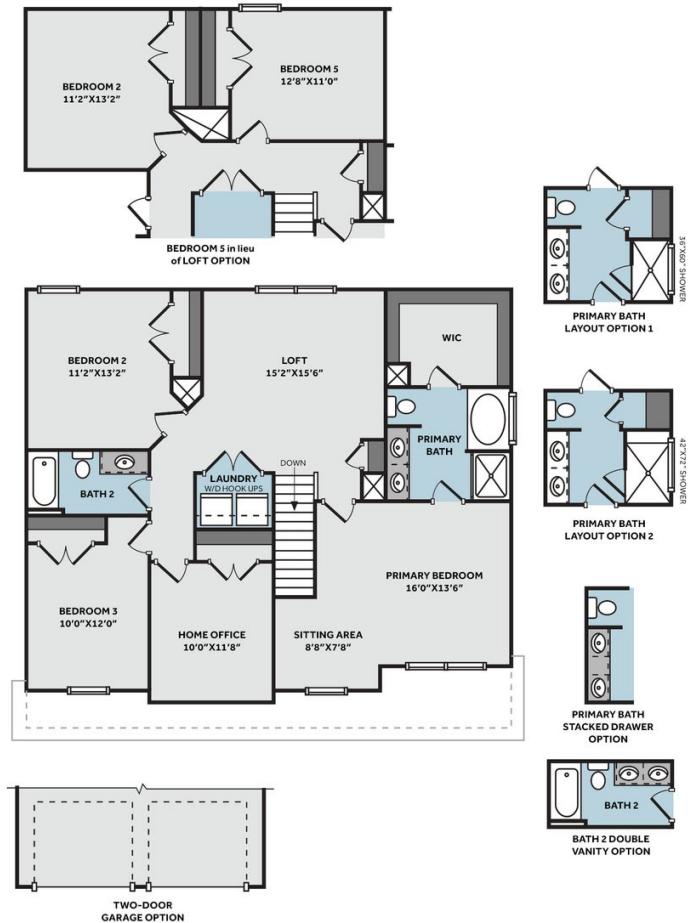 BEDROOM 2
11'2"X13'2"
BEDROOM 5
12'8"X11'0"
BEDROOM 5 in lieu
of LOFT OPTION
36"X60" SHOWER
PRIMARY BATH
LAYOUT OPTION 1
BEDROOM 2
11'2"X13'2"
LOFT
15'2"X15'6"
WIC
PRIMARY
BATH
BATH 2
LAUNDRY
W/D HOOK UPS
DOWN
42"X72" SHOWER
PRIMARY BATH
LAYOUT OPTION 2
BEDROOM 3
10'0"X12'0"
HOME OFFICE
10'0"X11'8"
SITTING AREA
8'8"X7'8"
PRIMARY BEDROOM
16'0"X13'6"
PRIMARY BATH
STACKED DRAWER
OPTION
BATH 2
BATH 2 DOUBLE
VANITY OPTION
TWO-DOOR
GARAGE OPTION